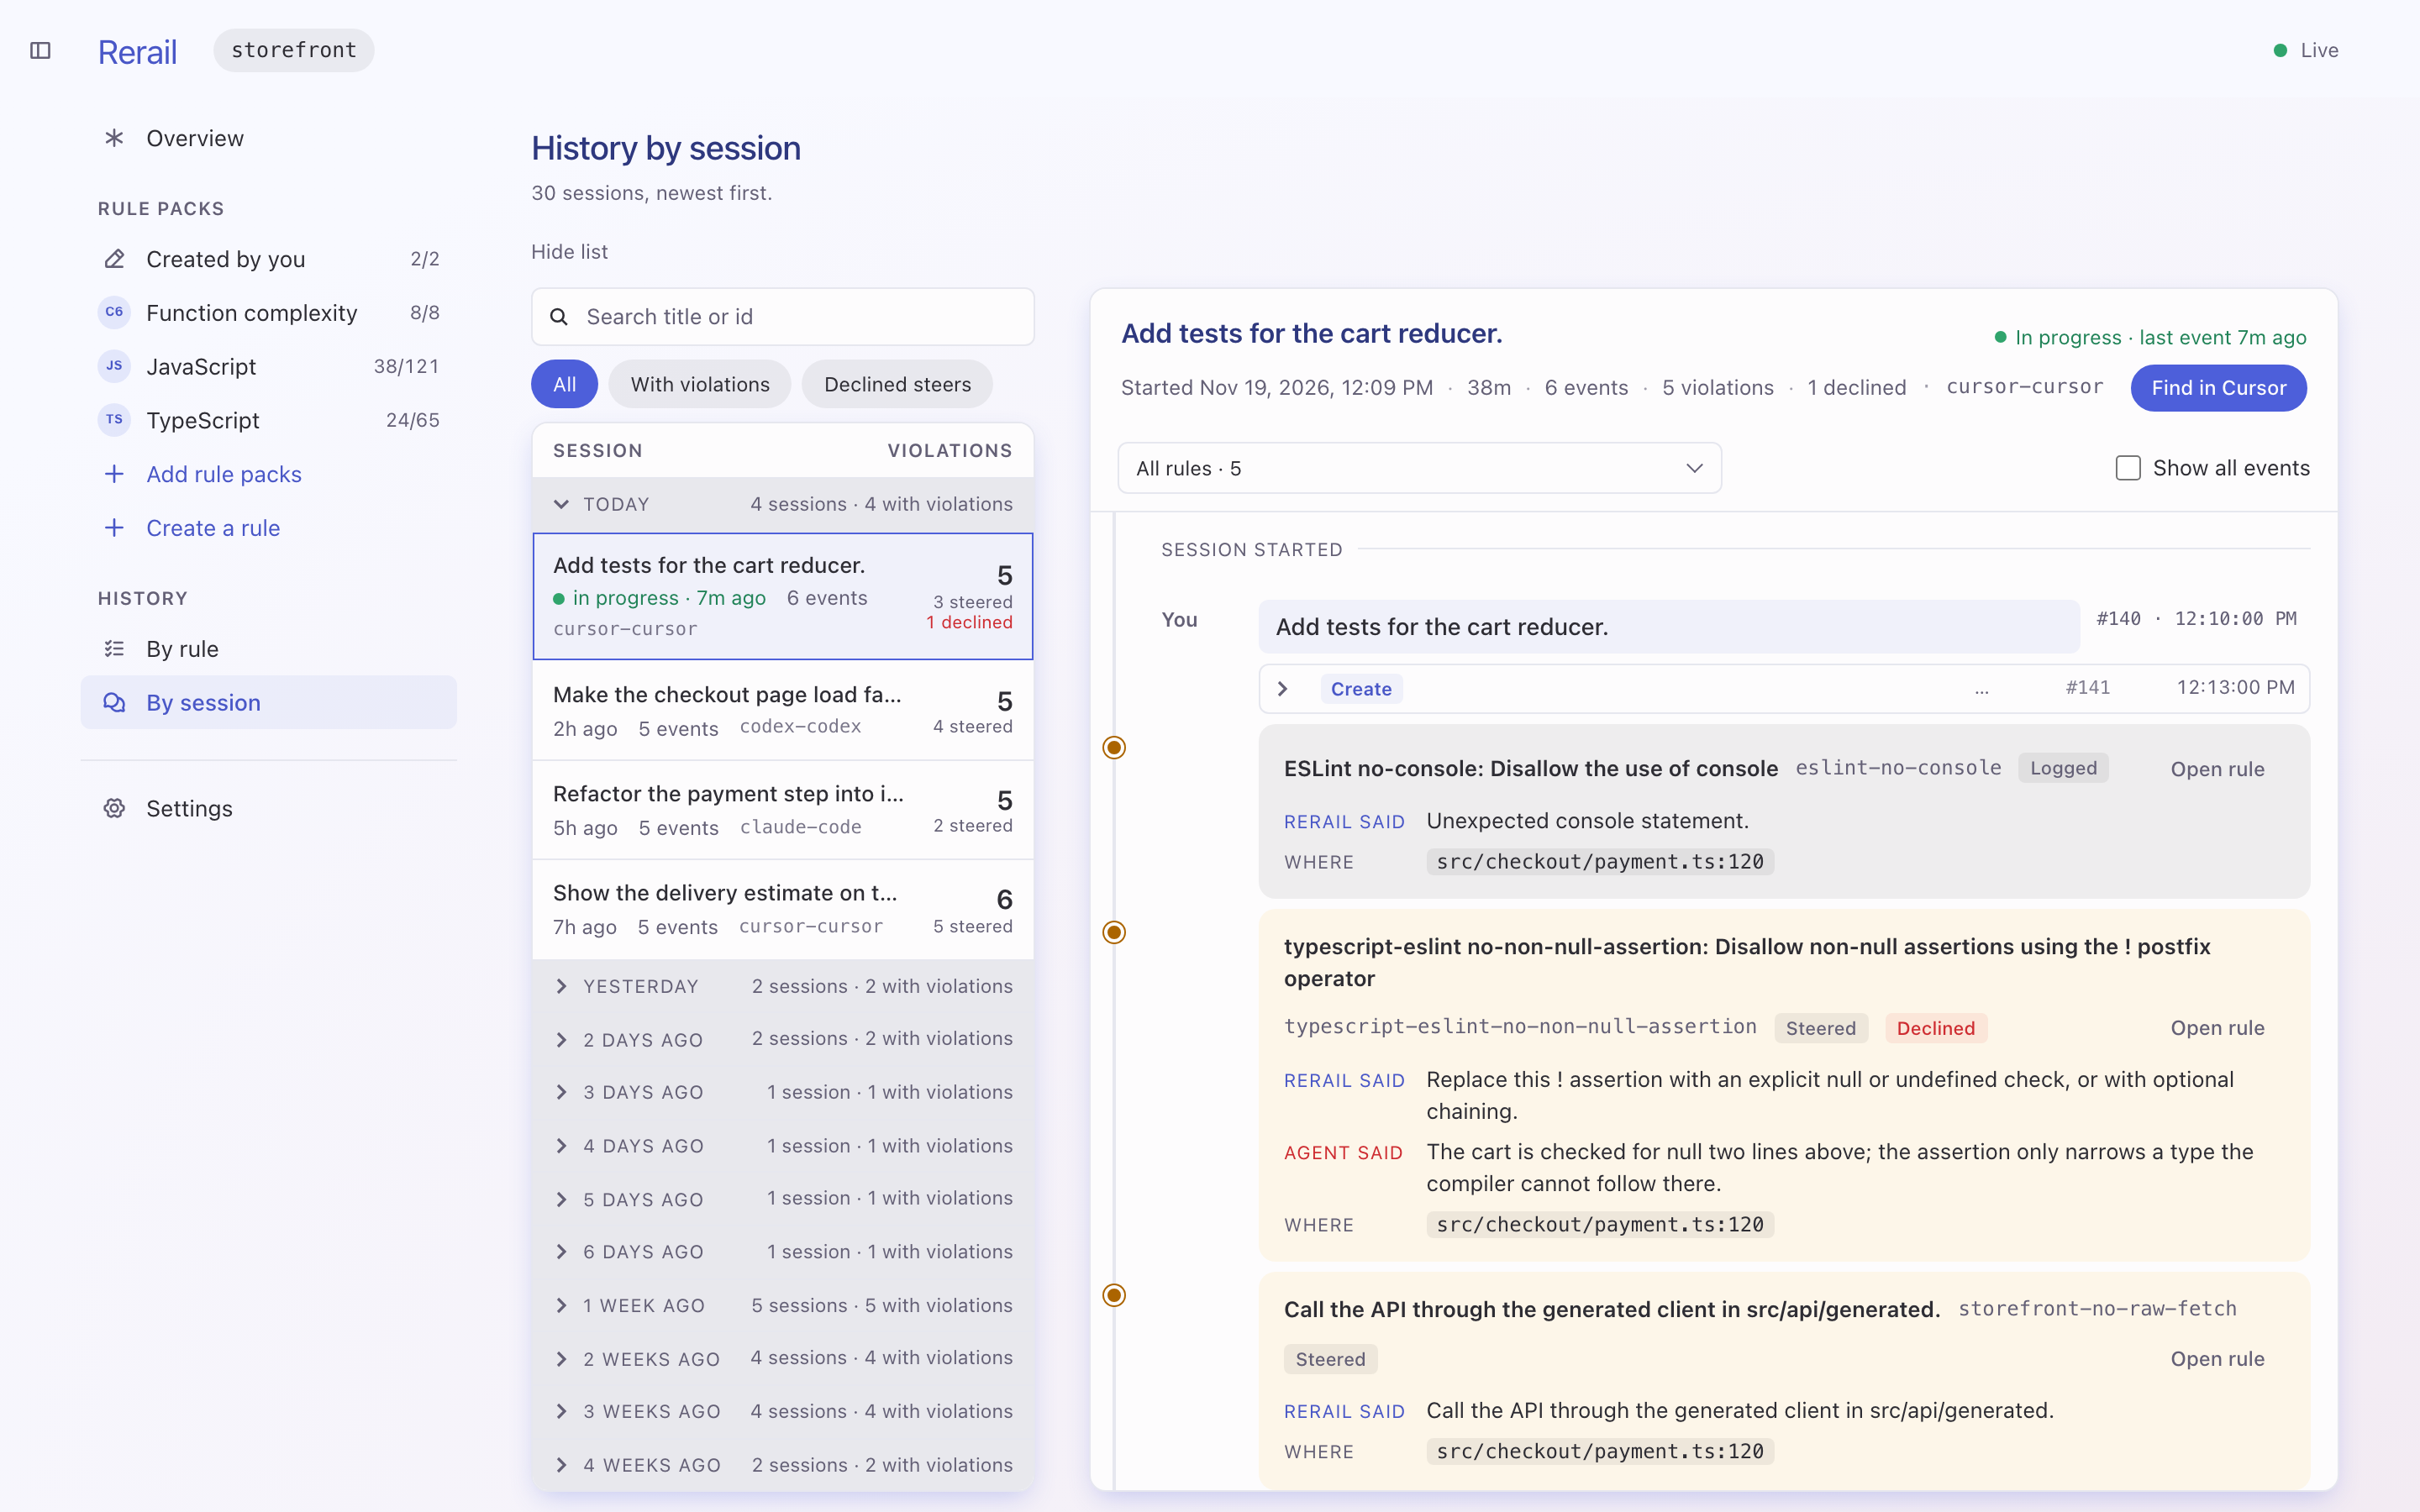 Rerail
storefront
Live
Overview
RULE PACKS
Created by you 2/2
C6 Function complexity 8/8
JS JavaScript 38/121
TS TypeScript 24/65
Add rule packs
Create a rule
HISTORY
By rule
By session
Settings
History by session
30 sessions, newest first.
Hide list
Search title or id
All With violations Declined steers
SESSION VIOLATIONS
TODAY 4 sessions · 4 with violations
Add tests for the cart reducer. 5
in progress · 7m ago 6 events 3 steered
cursor-cursor 1 declined
Make the checkout page load fa... 5
2h ago 5 events codex-codex 4 steered
Refactor the payment step into i... 5
5h ago 5 events claude-code 2 steered
Show the delivery estimate on t... 6
7h ago 5 events cursor-cursor 5 steered
YESTERDAY 2 sessions · 2 with violations
2 DAYS AGO 2 sessions · 2 with violations
3 DAYS AGO 1 session · 1 with violations
4 DAYS AGO 1 session · 1 with violations
5 DAYS AGO 1 session · 1 with violations
6 DAYS AGO 1 session · 1 with violations
1 WEEK AGO 5 sessions · 5 with violations
2 WEEKS AGO 4 sessions · 4 with violations
3 WEEKS AGO 4 sessions · 4 with violations
4 WEEKS AGO 2 sessions · 2 with violations
Add tests for the cart reducer.
In progress · last event 7m ago
Started Nov 19, 2026, 12:09 PM · 38m · 6 events · 5 violations · 1 declined · cursor-cursor Find in Cursor
All rules · 5 Show all events
SESSION STARTED
You Add tests for the cart reducer. #140 · 12:10:00 PM
Create ... #141 12:13:00 PM
ESLint no-console: Disallow the use of console eslint-no-console Logged Open rule
RERAIL SAID Unexpected console statement.
WHERE src/checkout/payment.ts:120
typescript-eslint no-non-null-assertion: Disallow non-null assertions using the ! postfix
operator
typescript-eslint-no-non-null-assertion Steered Declined Open rule
RERAIL SAID Replace this ! assertion with an explicit null or undefined check, or with optional
chaining.
AGENT SAID The cart is checked for null two lines above; the assertion only narrows a type the
compiler cannot follow there.
WHERE src/checkout/payment.ts:120
Call the API through the generated client in src/api/generated. storefront-no-raw-fetch
Steered Open rule
RERAIL SAID Call the API through the generated client in src/api/generated.
WHERE src/checkout/payment.ts:120